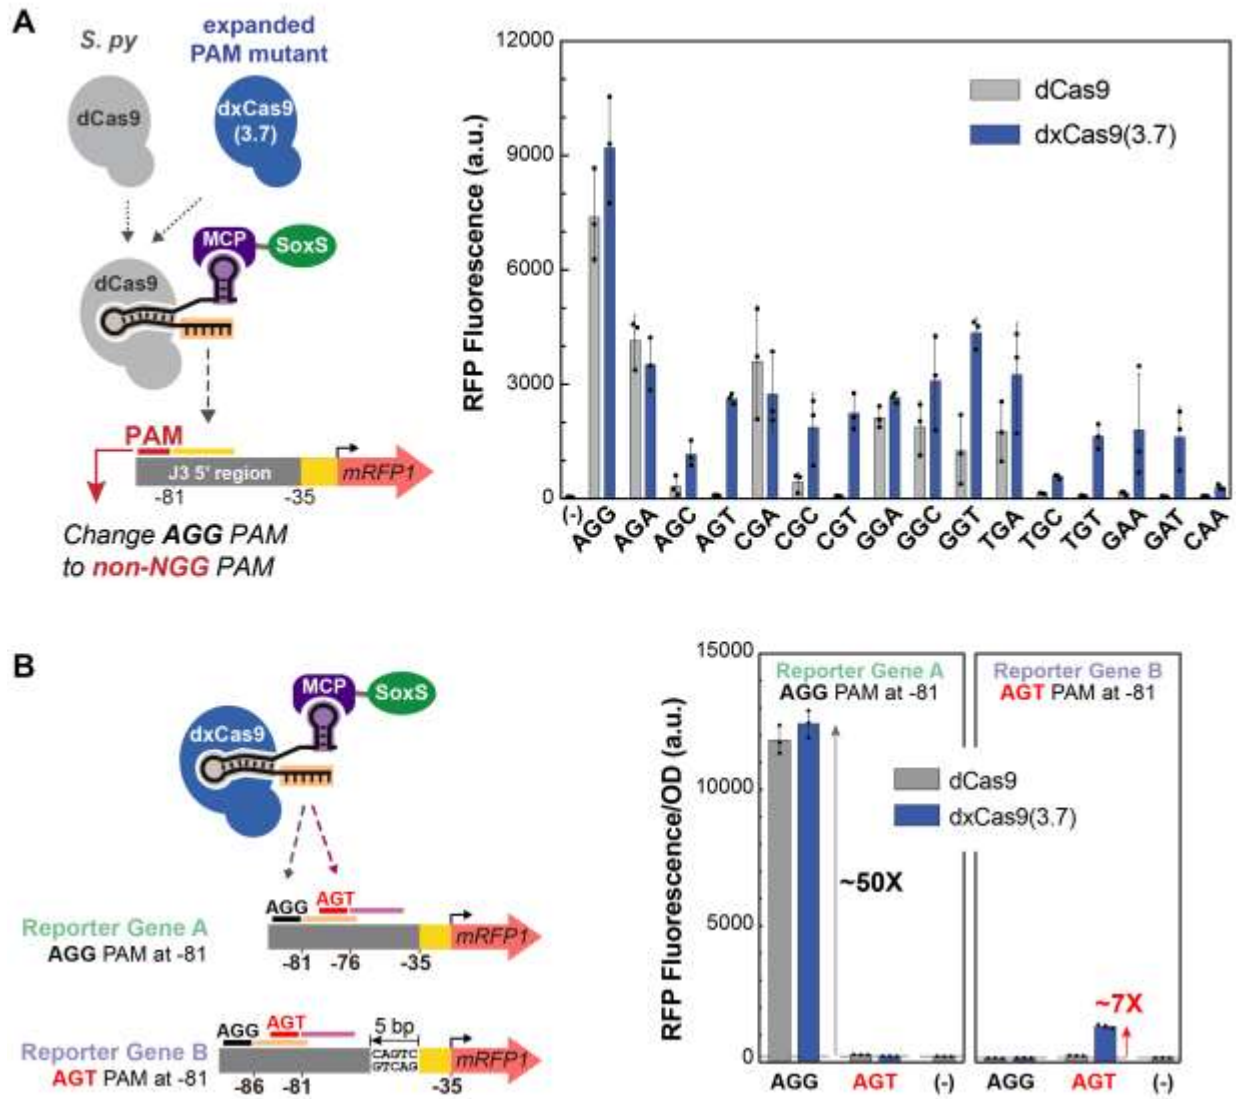 A
S. py
expanded
PAM mutant
dCas9
dxCas9
(3.7)
MCP
SoxS
dCas9
PAM
J3 5' region
mRFP1
-81
-35
Change AGG PAM
to non-NGG PAM
12000
9000
6000
3000
0
RFP Fluorescence (a.u.)
dCas9
dxCas9(3.7)
(-)
AGG
AGA
AGC
AGT
CGA
CGC
CGT
GGA
GGC
GGT
TGA
TGC
TGT
GAA
GAT
CAA
B
MCP
SoxS
dxCas9
Reporter Gene A
AGG PAM at -81
AGG
AGT
mRFP1
-81
-76
-35
Reporter Gene B
AGT PAM at -81
AGG
AGT
5 bp
CAGTC
GTCAG
mRFP1
-86
-81
-35
15000
10000
5000
0
RFP Fluorescence/OD (a.u.)
Reporter Gene A
AGG PAM at -81
Reporter Gene B
AGT PAM at -81
dCas9
dxCas9(3.7)
~50X
~7X
AGG
AGT
(-)
AGG
AGT
(-)